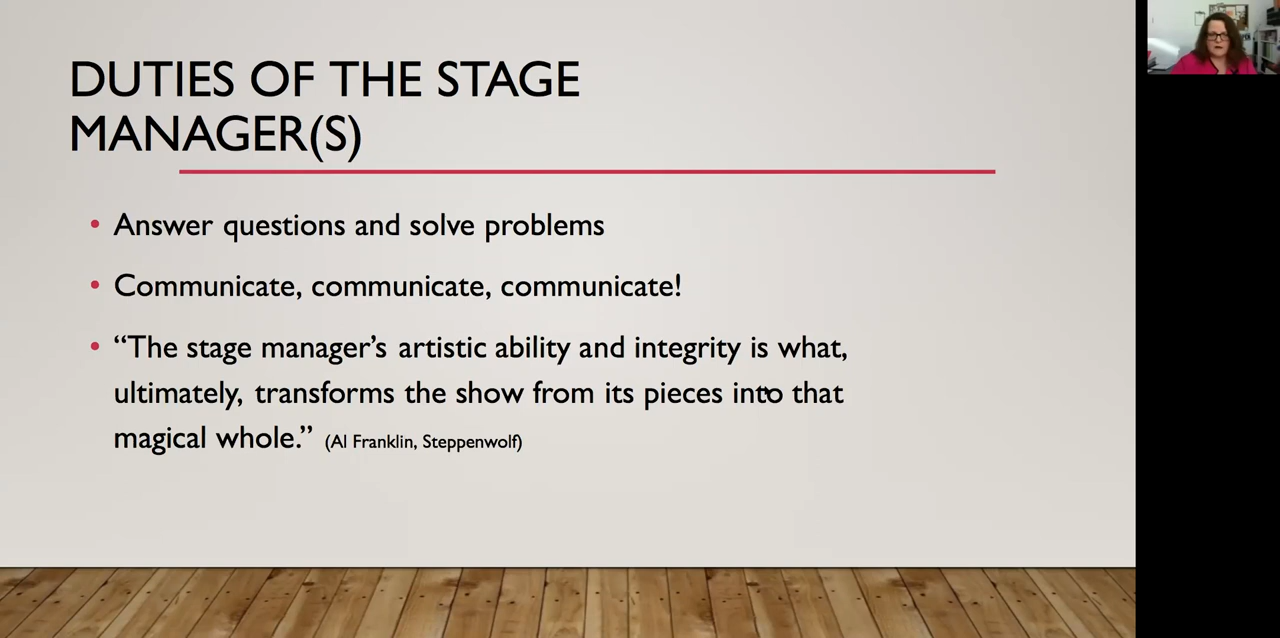 DUTIES OF THE STAGE
MANAGER(S)
• Answer questions and solve problems
• Communicate, communicate, communicate!
• “The stage manager’s artistic ability and integrity is what,
ultimately, transforms the show from its pieces into that
magical whole.” (Al Franklin, Steppenwolf)